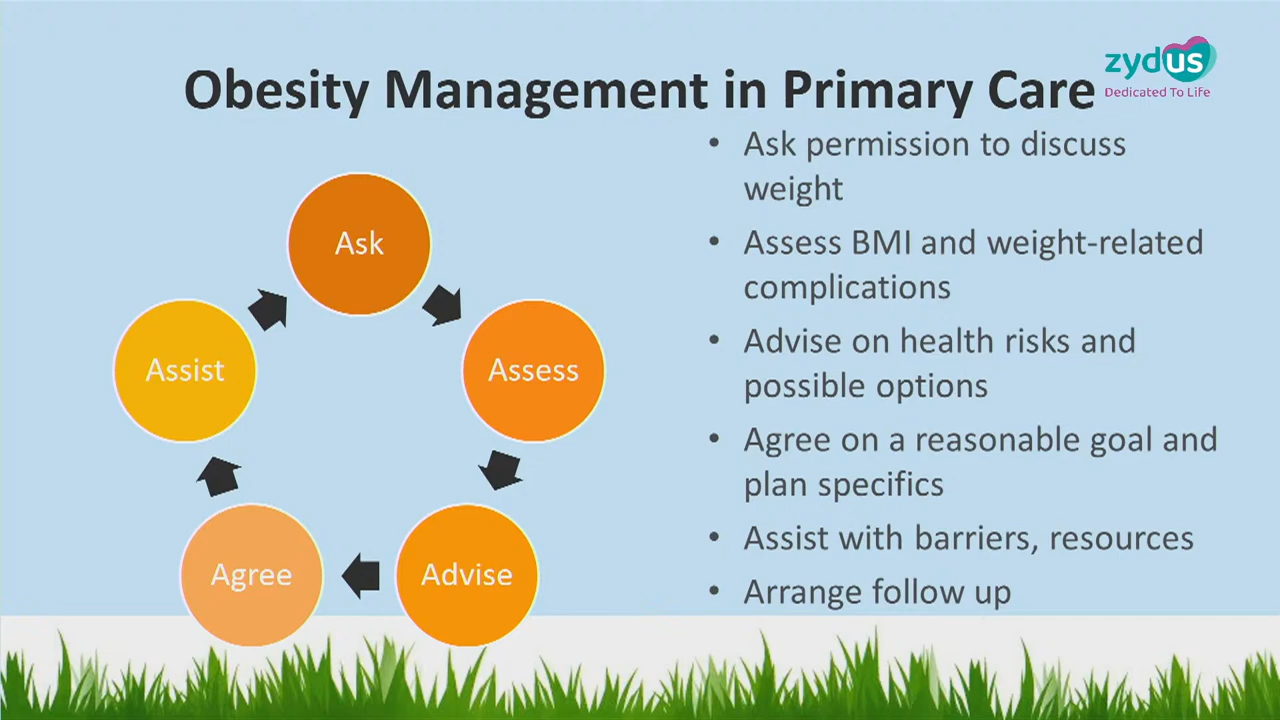 zydus
Dedicated To Life
Obesity Management in Primary Care
Ask
Assess
Advise
Agree
Assist
• Ask permission to discuss
weight
• Assess BMI and weight-related
complications
• Advise on health risks and
possible options
• Agree on a reasonable goal and
plan specifics
• Assist with barriers, resources
• Arrange follow up